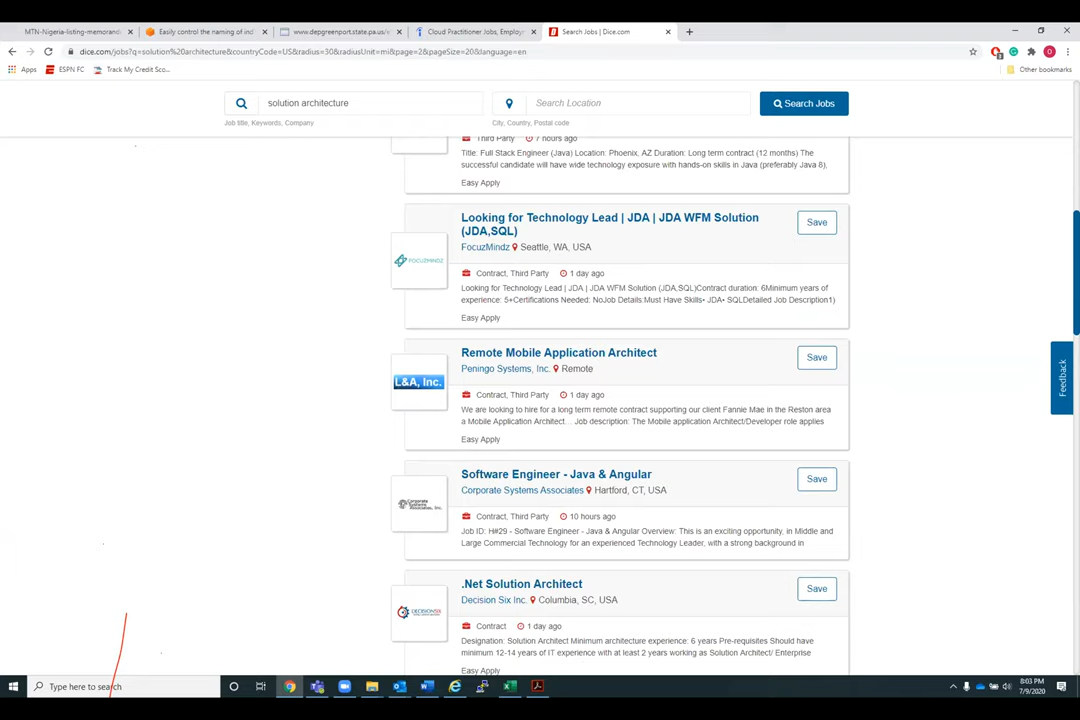 MTN-Nigeria-listing-memorand
Easily control the naming of ind
www.depgreenport.state.pa.us/v
Cloud Practitioner Jobs, Employ
Search Jobs | Dice.com
dice.com/jobs?q=solution%20architecture&countryCode=US&radius=30&radiusUnit=mi&page=2&pageSize=20&language=en
Apps
ESPN FC
Track My Credit Sco...
Other bookmarks
solution architecture
Search Location
Search Jobs
Job title, Keywords, Company
City, Country, Postal code
Third Party 7 hours ago
Title: Full Stack Engineer (Java) Location: Phoenix, AZ Duration: Long term contract (12 months) The
successful candidate will have wide technology exposure with hands-on skills in Java (preferably Java 8),
Easy Apply
Looking for Technology Lead | JDA | JDA WFM Solution
(JDA,SQL)
Save
FocuzMindz Seattle, WA, USA
FOCUZMINDZ
Contract, Third Party 1 day ago
Looking for Technology Lead | JDA | JDA WFM Solution (JDA,SQL)Contract duration: 6Minimum years of
experience: 5+Certifications Needed: NoJob Details:Must Have Skills• JDA• SQLDetailed Job Description1)
Easy Apply
Remote Mobile Application Architect
Save
Peningo Systems, Inc. Remote
L&A, Inc.
Contract, Third Party 1 day ago
We are looking to hire for a long term remote contract supporting our client Fannie Mae in the Reston area
a Mobile Application Architect... Job description: The Mobile application Architect/Developer role applies
Easy Apply
Feedback
Software Engineer - Java & Angular
Save
Corporate Systems Associates Hartford, CT, USA
Corporate
Systems
Associates, Inc.
Contract, Third Party 10 hours ago
Job ID: H#29 - Software Engineer - Java & Angular Overview: This is an exciting opportunity, in Middle and
Large Commercial Technology for an experienced Technology Leader, with a strong background in
.Net Solution Architect
Save
Decision Six Inc. Columbia, SC, USA
DECISIONSIX
Contract 1 day ago
Designation: Solution Architect Minimum architecture experience: 6 years Pre-requisites Should have
minimum 12-14 years of IT experience with at least 2 years working as Solution Architect/ Enterprise
Easy Apply
Type here to search
8:03 PM
7/9/2020